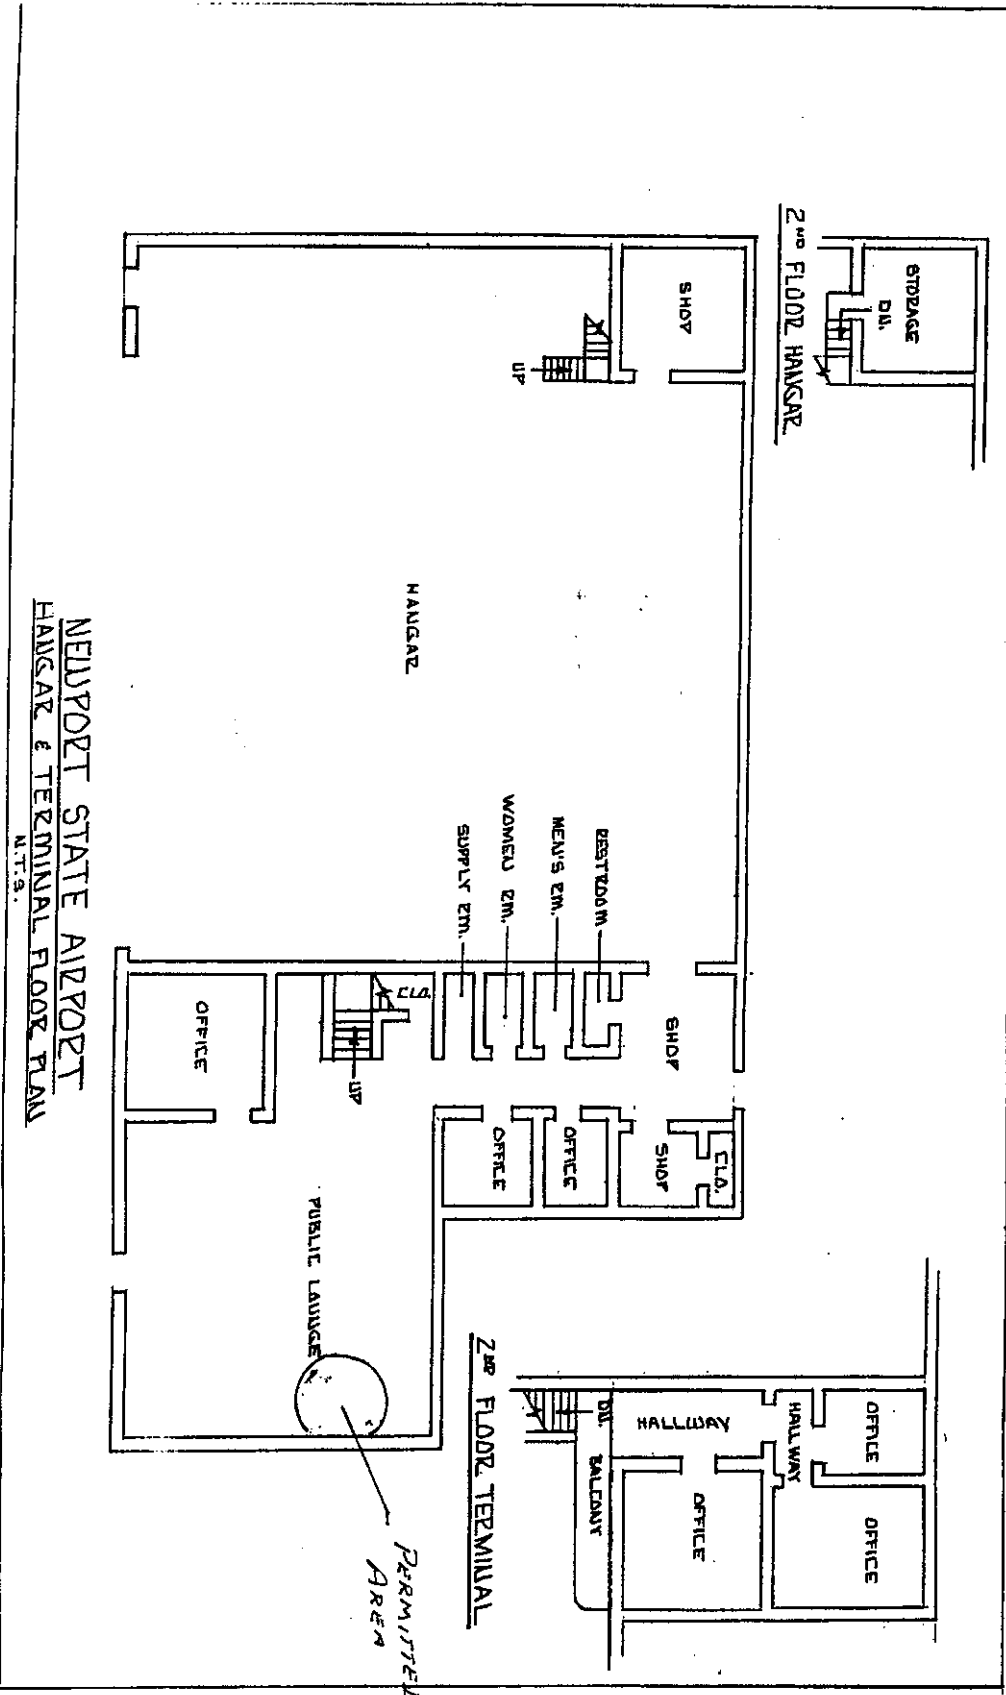 STORAGE
DN.
2ND FLOOR HANGAR
SHOP
UP
HANGAR
RESTROOM
MEN'S RM.
WOMEN RM.
SUPPLY RM.
SHOP
CLO.
SHOP
OFFICE
OFFICE
CLO.
UP
OFFICE
PUBLIC LOUNGE
OFFICE
HALLWAY
OFFICE
HALLWAY
OFFICE
DN.
BALCONY
2ND FLOOR TERMINAL
PERMITTED
AREA
NEWPORT STATE AIRPORT
HANGAR & TERMINAL FLOOR PLAN
N.T.S.